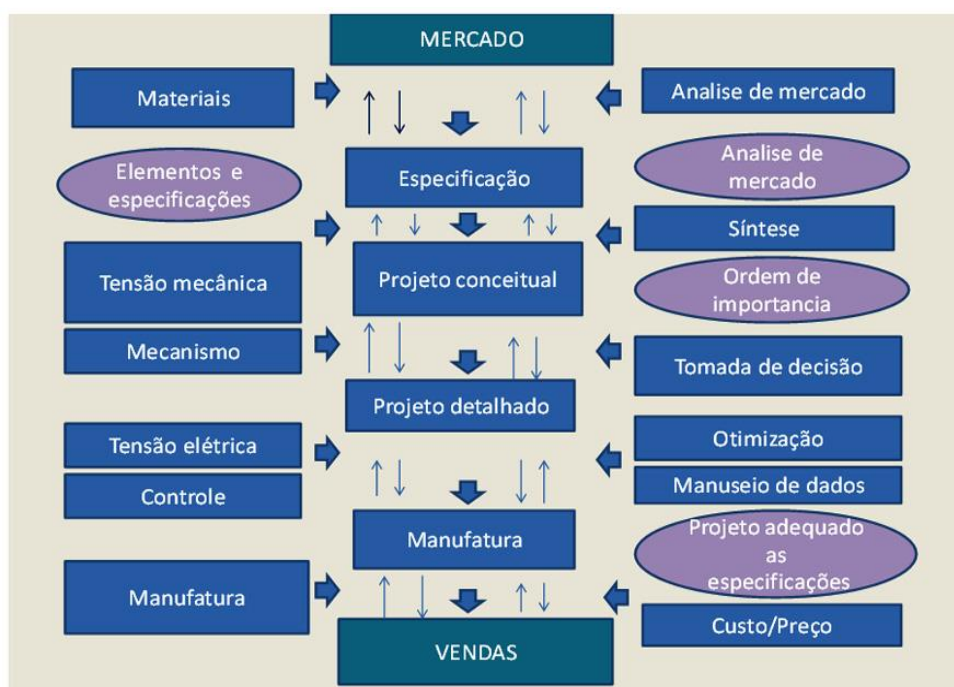 MERCADO
Materiais
Analise de mercado
Elementos e
especificações
Especificação
Analise de
mercado
Síntese
Tensão mecânica
Projeto conceitual
Ordem de
importancia
Mecanismo
Tomada de decisão
Projeto detalhado
Tensão elétrica
Otimização
Controle
Manuseio de dados
Manufatura
Projeto adequado
as
especificações
Manufatura
Custo/Preço
VENDAS